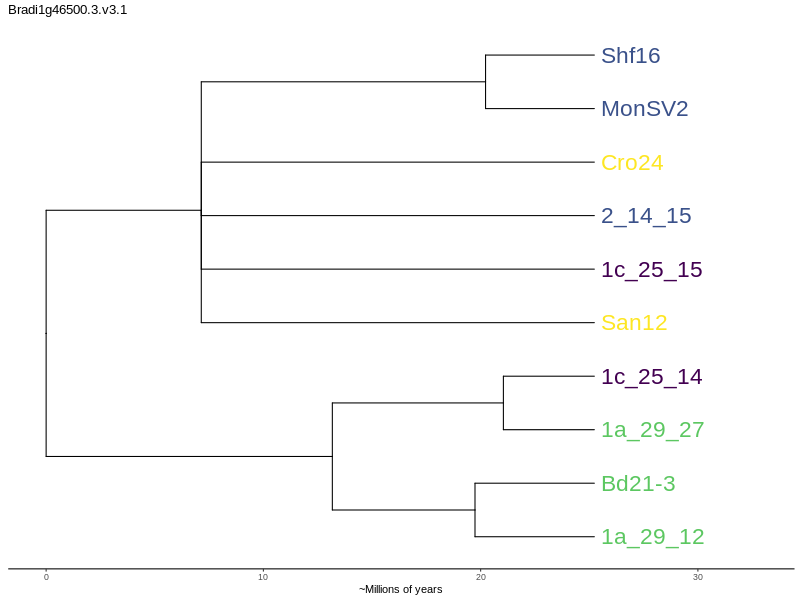 Bradi1g46500.3.v3.1
Shf16
MonSV2
Cro24
2_14_15
1c_25_15
San12
1c_25_14
1a_29_27
Bd21-3
1a_29_12
0 10 20 30
~Millions of years